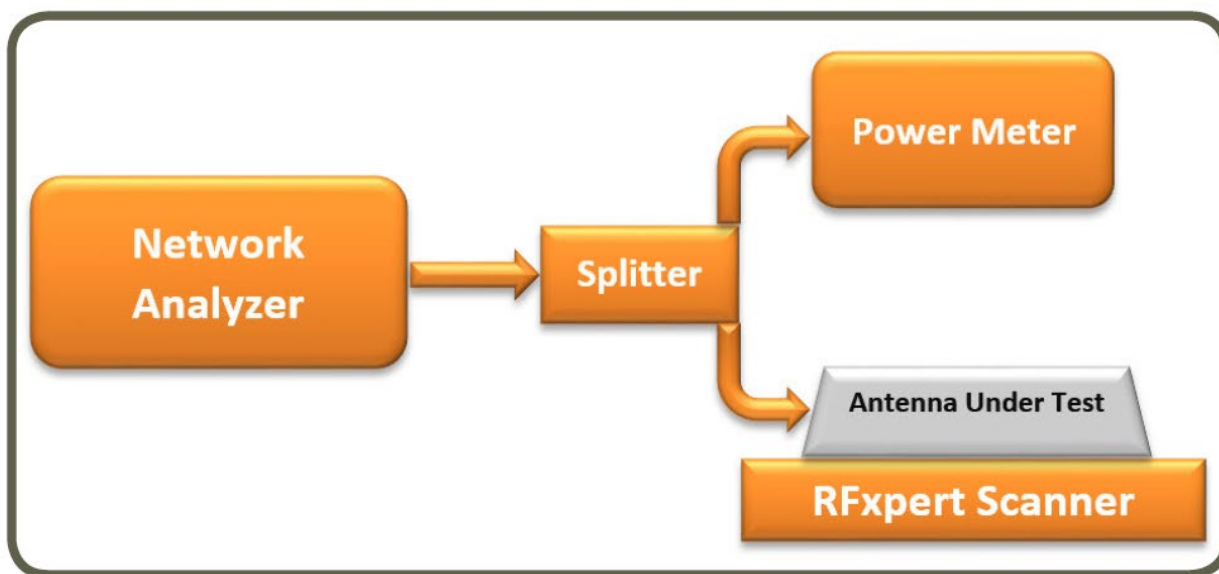 Network
Analyzer
Splitter
Power Meter
Antenna Under Test
RFxpert Scanner